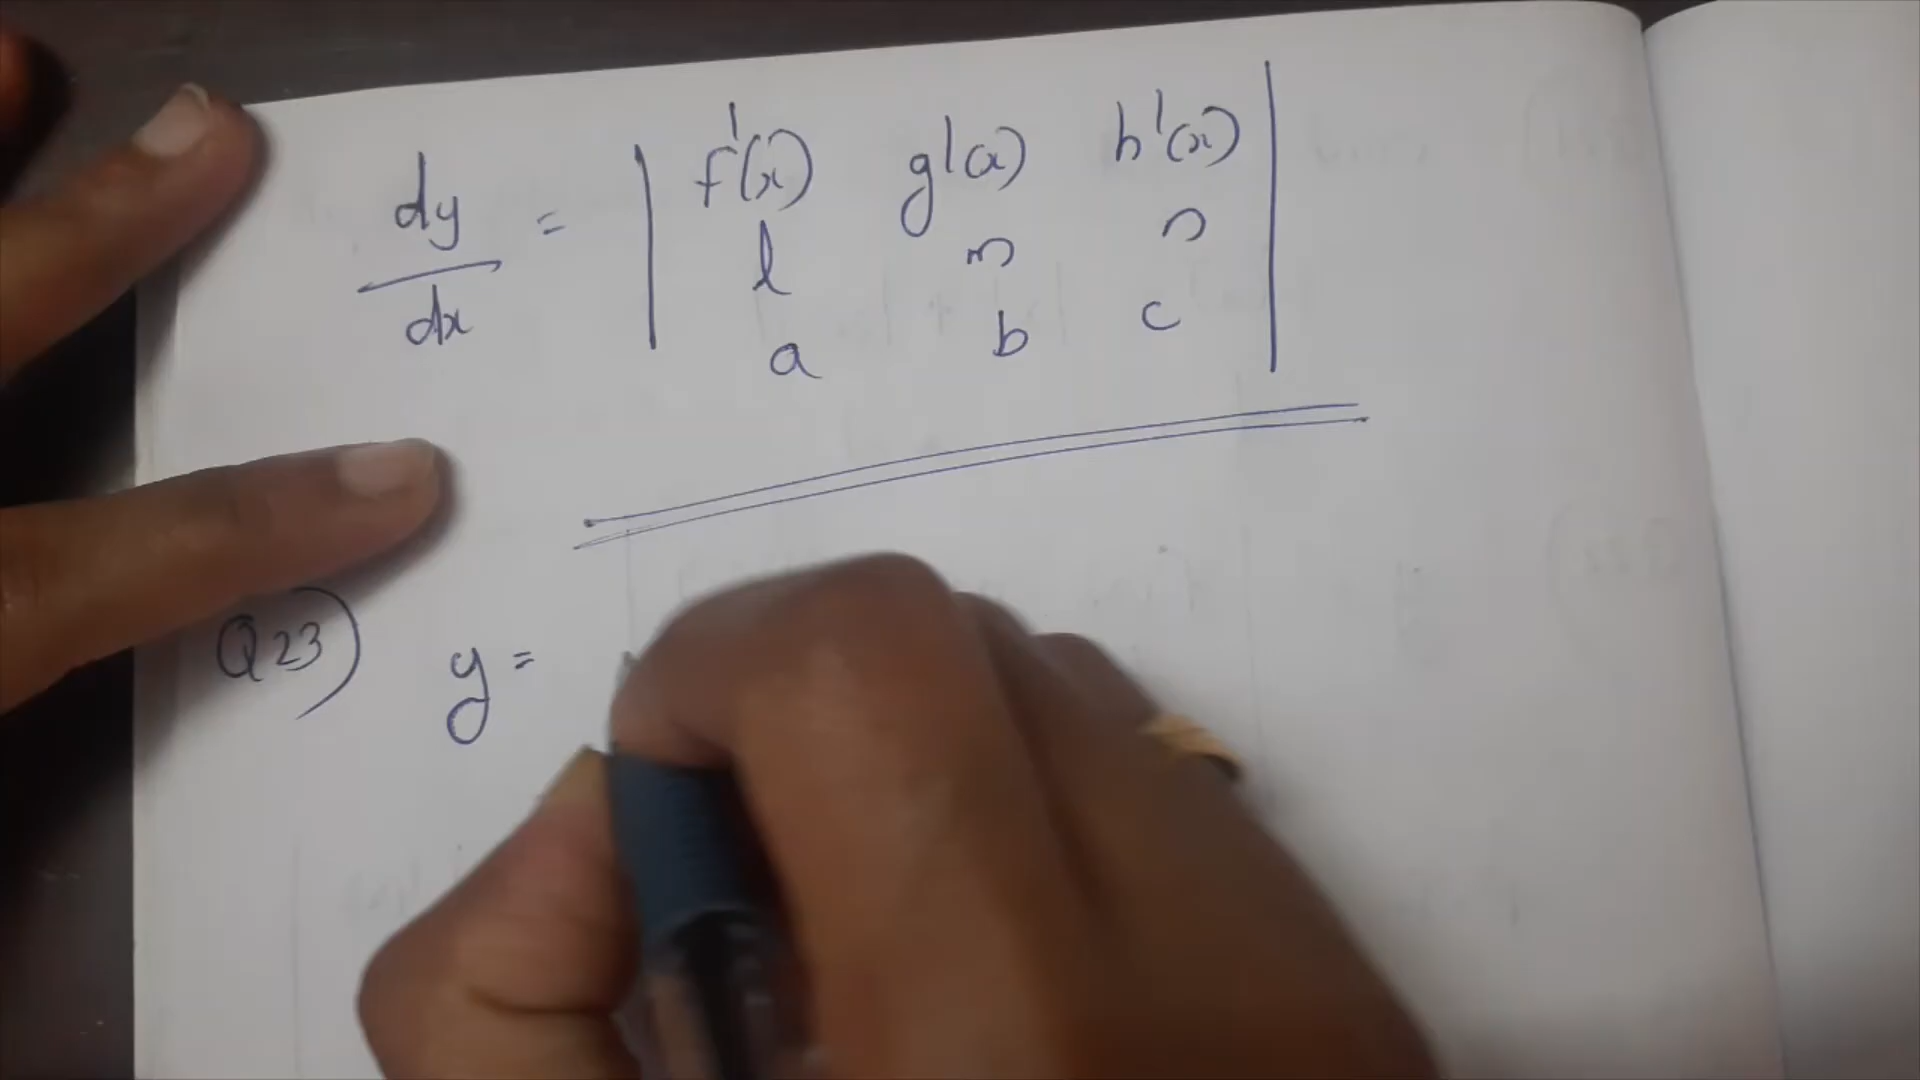 dy/dx = | f'(x) g'(x) h'(x) |
l m n
a b c
Q23) y =